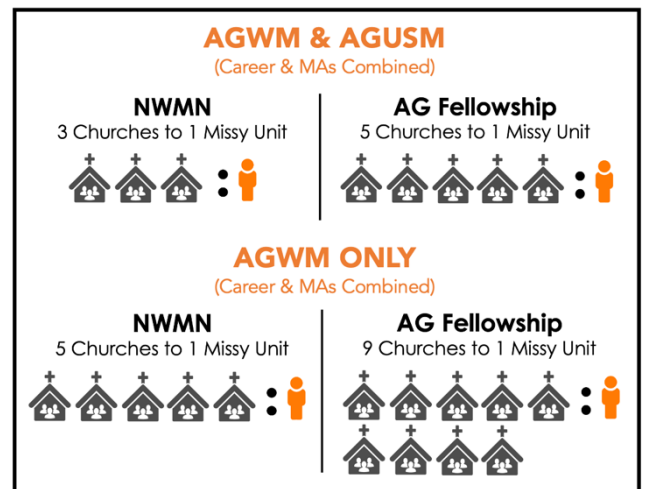 AGWM & AGUSM
(Career & MAs Combined)
NWMN
3 Churches to 1 Missy Unit
:
AG Fellowship
5 Churches to 1 Missy Unit
:
AGWM ONLY
(Career & MAs Combined)
NWMN
5 Churches to 1 Missy Unit
:
AG Fellowship
9 Churches to 1 Missy Unit
: